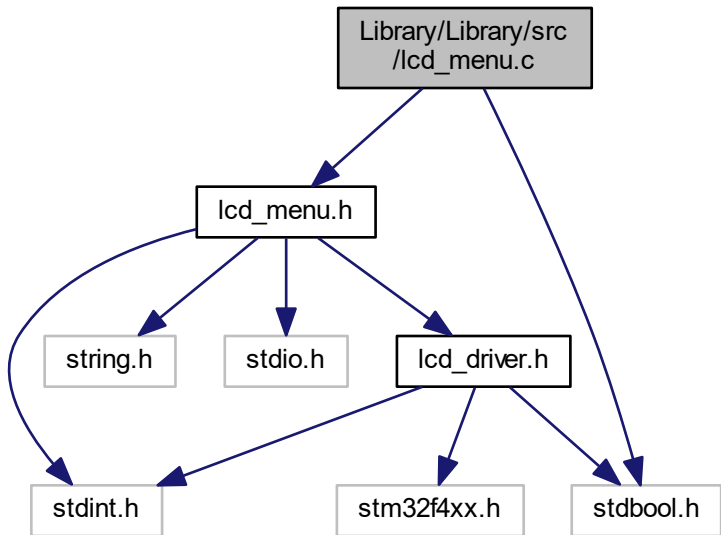 Library/Library/src
/lcd_menu.c
lcd_menu.h
string.h
stdio.h
lcd_driver.h
stdint.h
stm32f4xx.h
stdbool.h